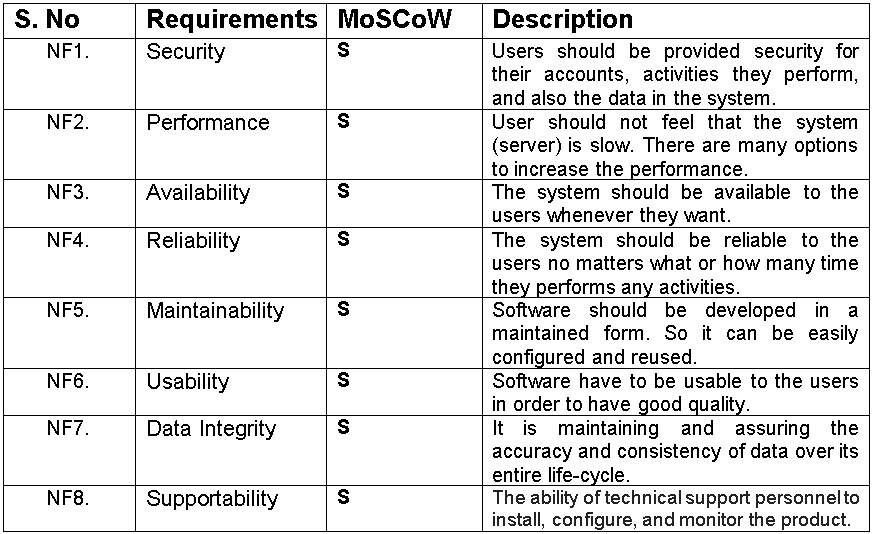 S. No Requirements MoSCoW Description
NF1. Security S Users should be provided security for
their accounts, activities they perform,
and also the data in the system.
NF2. Performance S User should not feel that the system
(server) is slow. There are many options
to increase the performance.
NF3. Availability S The system should be available to the
users whenever they want.
NF4. Reliability S The system should be reliable to the
users no matters what or how many time
they performs any activities.
NF5. Maintainability S Software should be developed in a
maintained form. So it can be easily
configured and reused.
NF6. Usability S Software have to be usable to the users
in order to have good quality.
NF7. Data Integrity S It is maintaining and assuring the
accuracy and consistency of data over its
entire life-cycle.
NF8. Supportability S The ability of technical support personnel to
install, configure, and monitor the product.